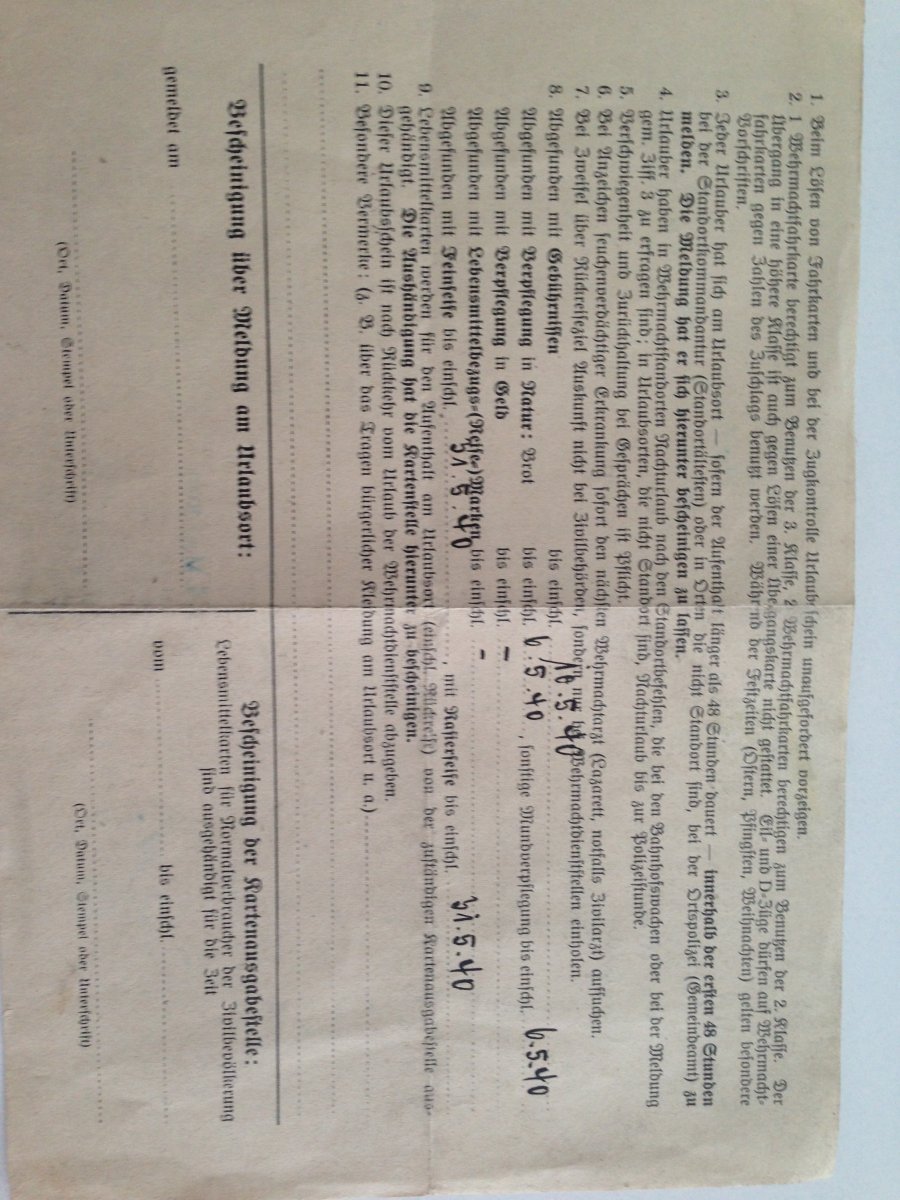 1. Beim Lösen von Fahrkarten und bei der Zugkontrolle Urlaubsschein unaufgefordert vorzeigen.
2. 1 Wehrmachtfahrkarte berechtigt zum Benutzen der 3. Klasse, 2 Wehrmachtfahrkarten berechtigen zum Benutzen der 2. Klasse. Der
Übergang in eine höhere Klasse ist auch gegen Lösen einer Übergangskarte nicht gestattet. Eil- und D-Züge dürfen auf Wehrmacht-
fahrkarten gegen Zahlen des Zuschlags benutzt werden. Während der Festzeiten (Ostern, Pfingsten, Weihnachten) gelten besondere
Vorschriften.
3. Jeder Urlauber hat sich am Urlaubsort — sofern der Aufenthalt länger als 48 Stunden dauert — innerhalb der ersten 48 Stunden
bei der Standortkommandantur (Standortältesten) oder in Orten die nicht Standort sind, bei der Ortspolizei (Gemeindeamt) zu
melden. Die Meldung hat er sich hierunter bescheinigen zu lassen.
4. Urlauber haben in Wehrmachtstandorten Nachturlaub nach den Standortbefehlen, die bei den Bahnhofswachen oder bei der Meldung
gem. Ziff. 3 zu erfragen sind; in Urlaubsorten, die nicht Standort sind, Nachturlaub bis zur Polizeistunde.
5. Verschwiegenheit und Zurückhaltung bei Gesprächen ist Pflicht.
6. Bei Anzeichen seuchenverdächtiger Erkrankung sofort den nächsten Wehrmachtarzt (Lazarett, notfalls Zivilarzt) aufsuchen.
7. Bei Zweifel über Rückreiseziel Auskunft nicht bei Zivilbehörden, sondern nur bei Wehrmachtdienststellen einholen.
8. Abgefunden mit Gebührnissen bis einschl. 10.5.40
Abgefunden mit Verpflegung in Natur: Brot bis einschl. 6.5.40, sonstige Mundverpflegung bis einschl. 6.5.40
Abgefunden mit Verpflegung in Geld bis einschl. -
Abgefunden mit Lebensmittelbezugs-(Reise-)Marken bis einschl. -
Abgefunden mit Feinseife bis einschl. 31.5.40, mit Rasierseife bis einschl. 31.5.40
9. Lebensmittelkarten werden für den Aufenthalt am Urlaubsort (einschl. Rückreise) von der zuständigen Kartenausgabestelle aus-
gehändigt. Die Aushändigung hat die Kartenstelle hierunter zu bescheinigen.
10. Dieser Urlaubsschein ist nach Rückkehr vom Urlaub der Wehrmachtdienststelle abzugeben.
11. Besondere Vermerke: (z. B. über das Tragen bürgerlicher Kleidung am Urlaubsort u. a.)
Bescheinigung über Meldung am Urlaubsort:
gemeldet am
(Ort, Datum, Stempel oder Unterschrift)
Bescheinigung der Kartenausgabestelle:
Lebensmittelkarten für Normalverbraucher der Zivilbevölkerung
sind ausgehändigt für die Zeit
vom bis einschl.
(Ort, Datum, Stempel oder Unterschrift)